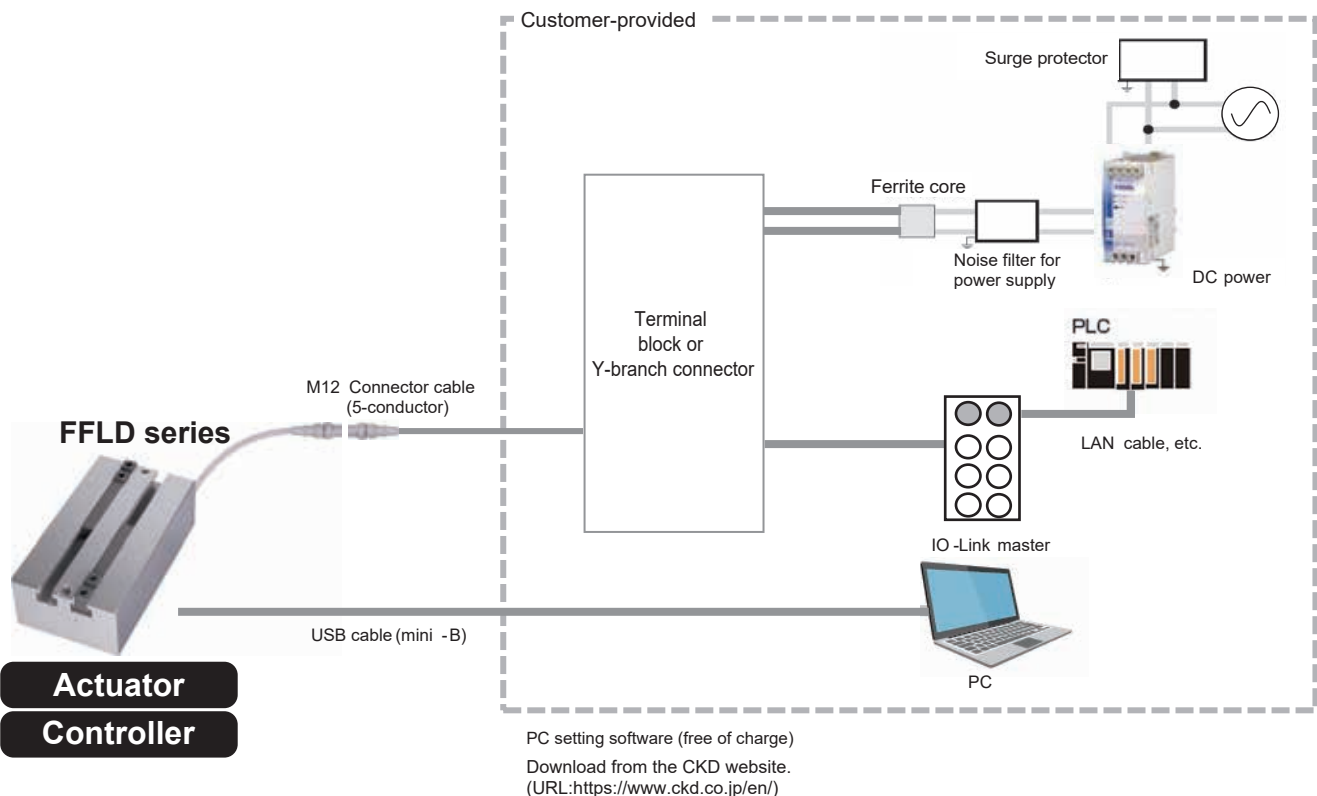 Customer-provided
Surge protector
Ferrite core
Noise filter for
power supply
DC power
Terminal
block or
Y-branch connector
PLC
M12 Connector cable
(5-conductor)
FFLD series
LAN cable, etc.
IO -Link master
USB cable (mini -B)
PC
Actuator
Controller
PC setting software (free of charge)
Download from the CKD website.
(URL:https://www.ckd.co.jp/en/)